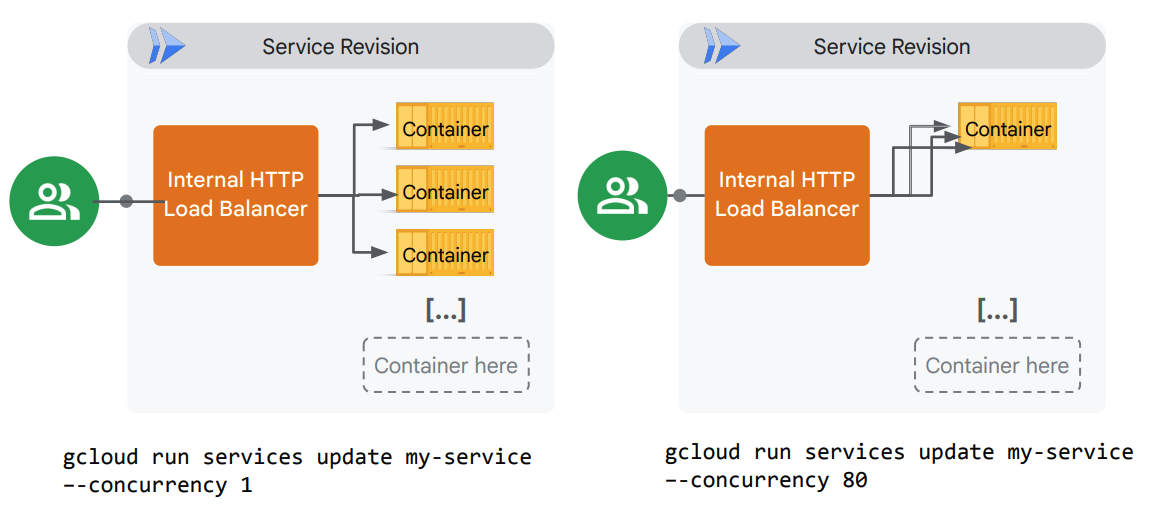 Service Revision
Internal HTTP
Load Balancer
Container
Container
Container
[...]
Container here
gcloud run services update my-service
--concurrency 1
Service Revision
Internal HTTP
Load Balancer
Container
[...]
Container here
gcloud run services update my-service
--concurrency 80